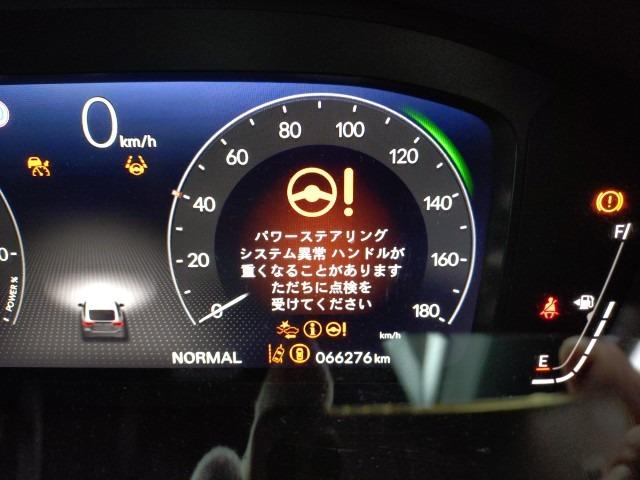 0 km/h
100
80
120
60
140
40
160
20
180
0
パワーステアリング
システム異常 ハンドルが
重くなることがあります
ただちに点検を
受けてください
km/h
NORMAL
066276 km
POWER %
0
F
E